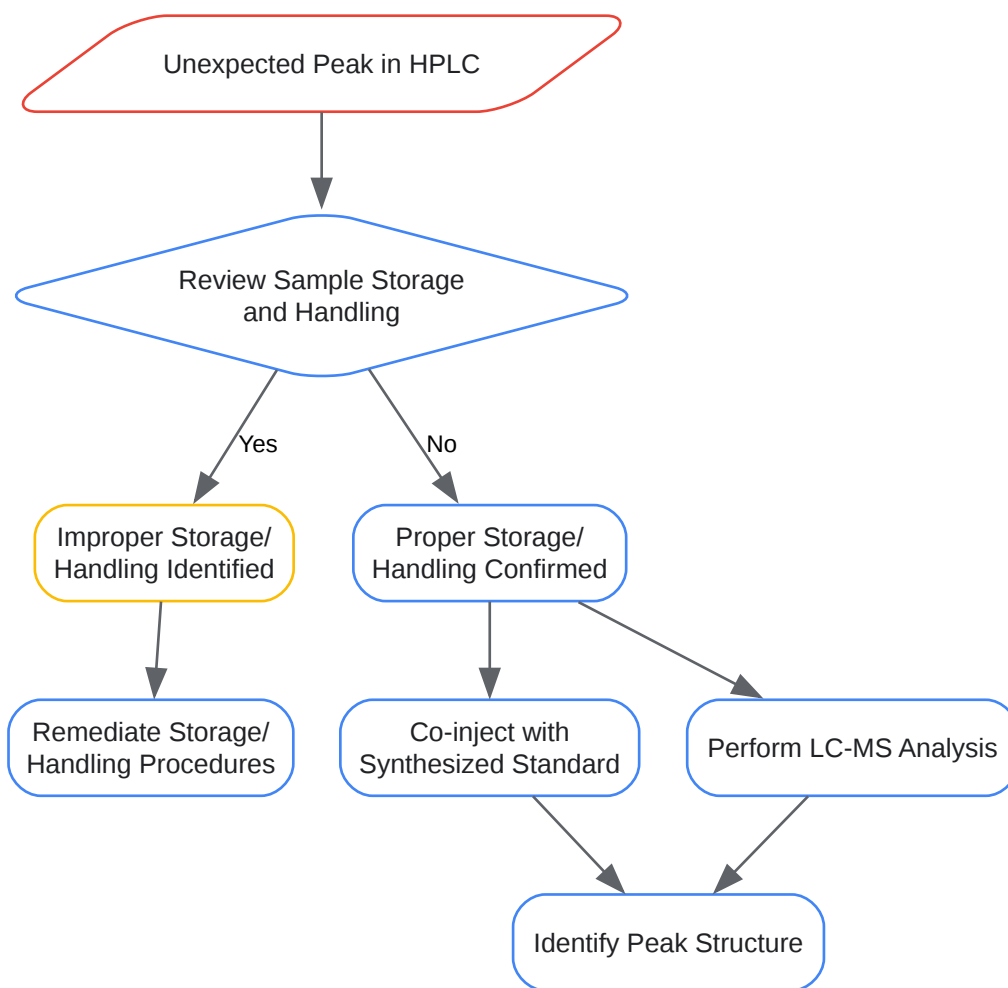 Unexpected Peak in HPLC
Review Sample Storage
and Handling
Yes
No
Improper Storage/
Handling Identified
Proper Storage/
Handling Confirmed
Remediate Storage/
Handling Procedures
Co-inject with
Synthesized Standard
Perform LC-MS Analysis
Identify Peak Structure